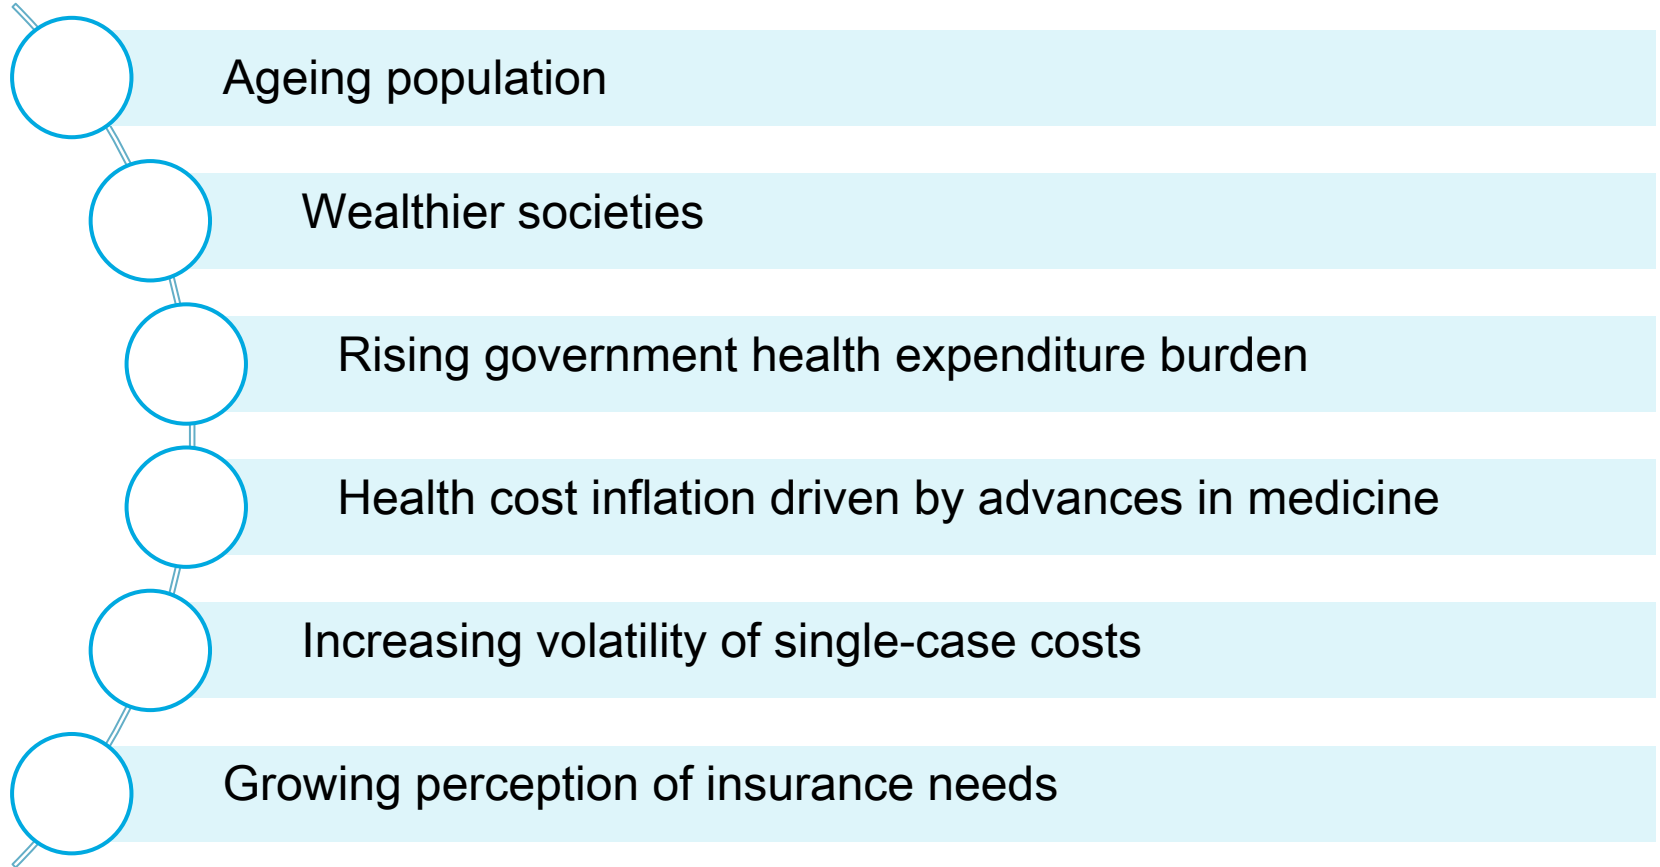 Ageing population
Wealthier societies
Rising government health expenditure burden
Health cost inflation driven by advances in medicine
Increasing volatility of single-case costs
Growing perception of insurance needs